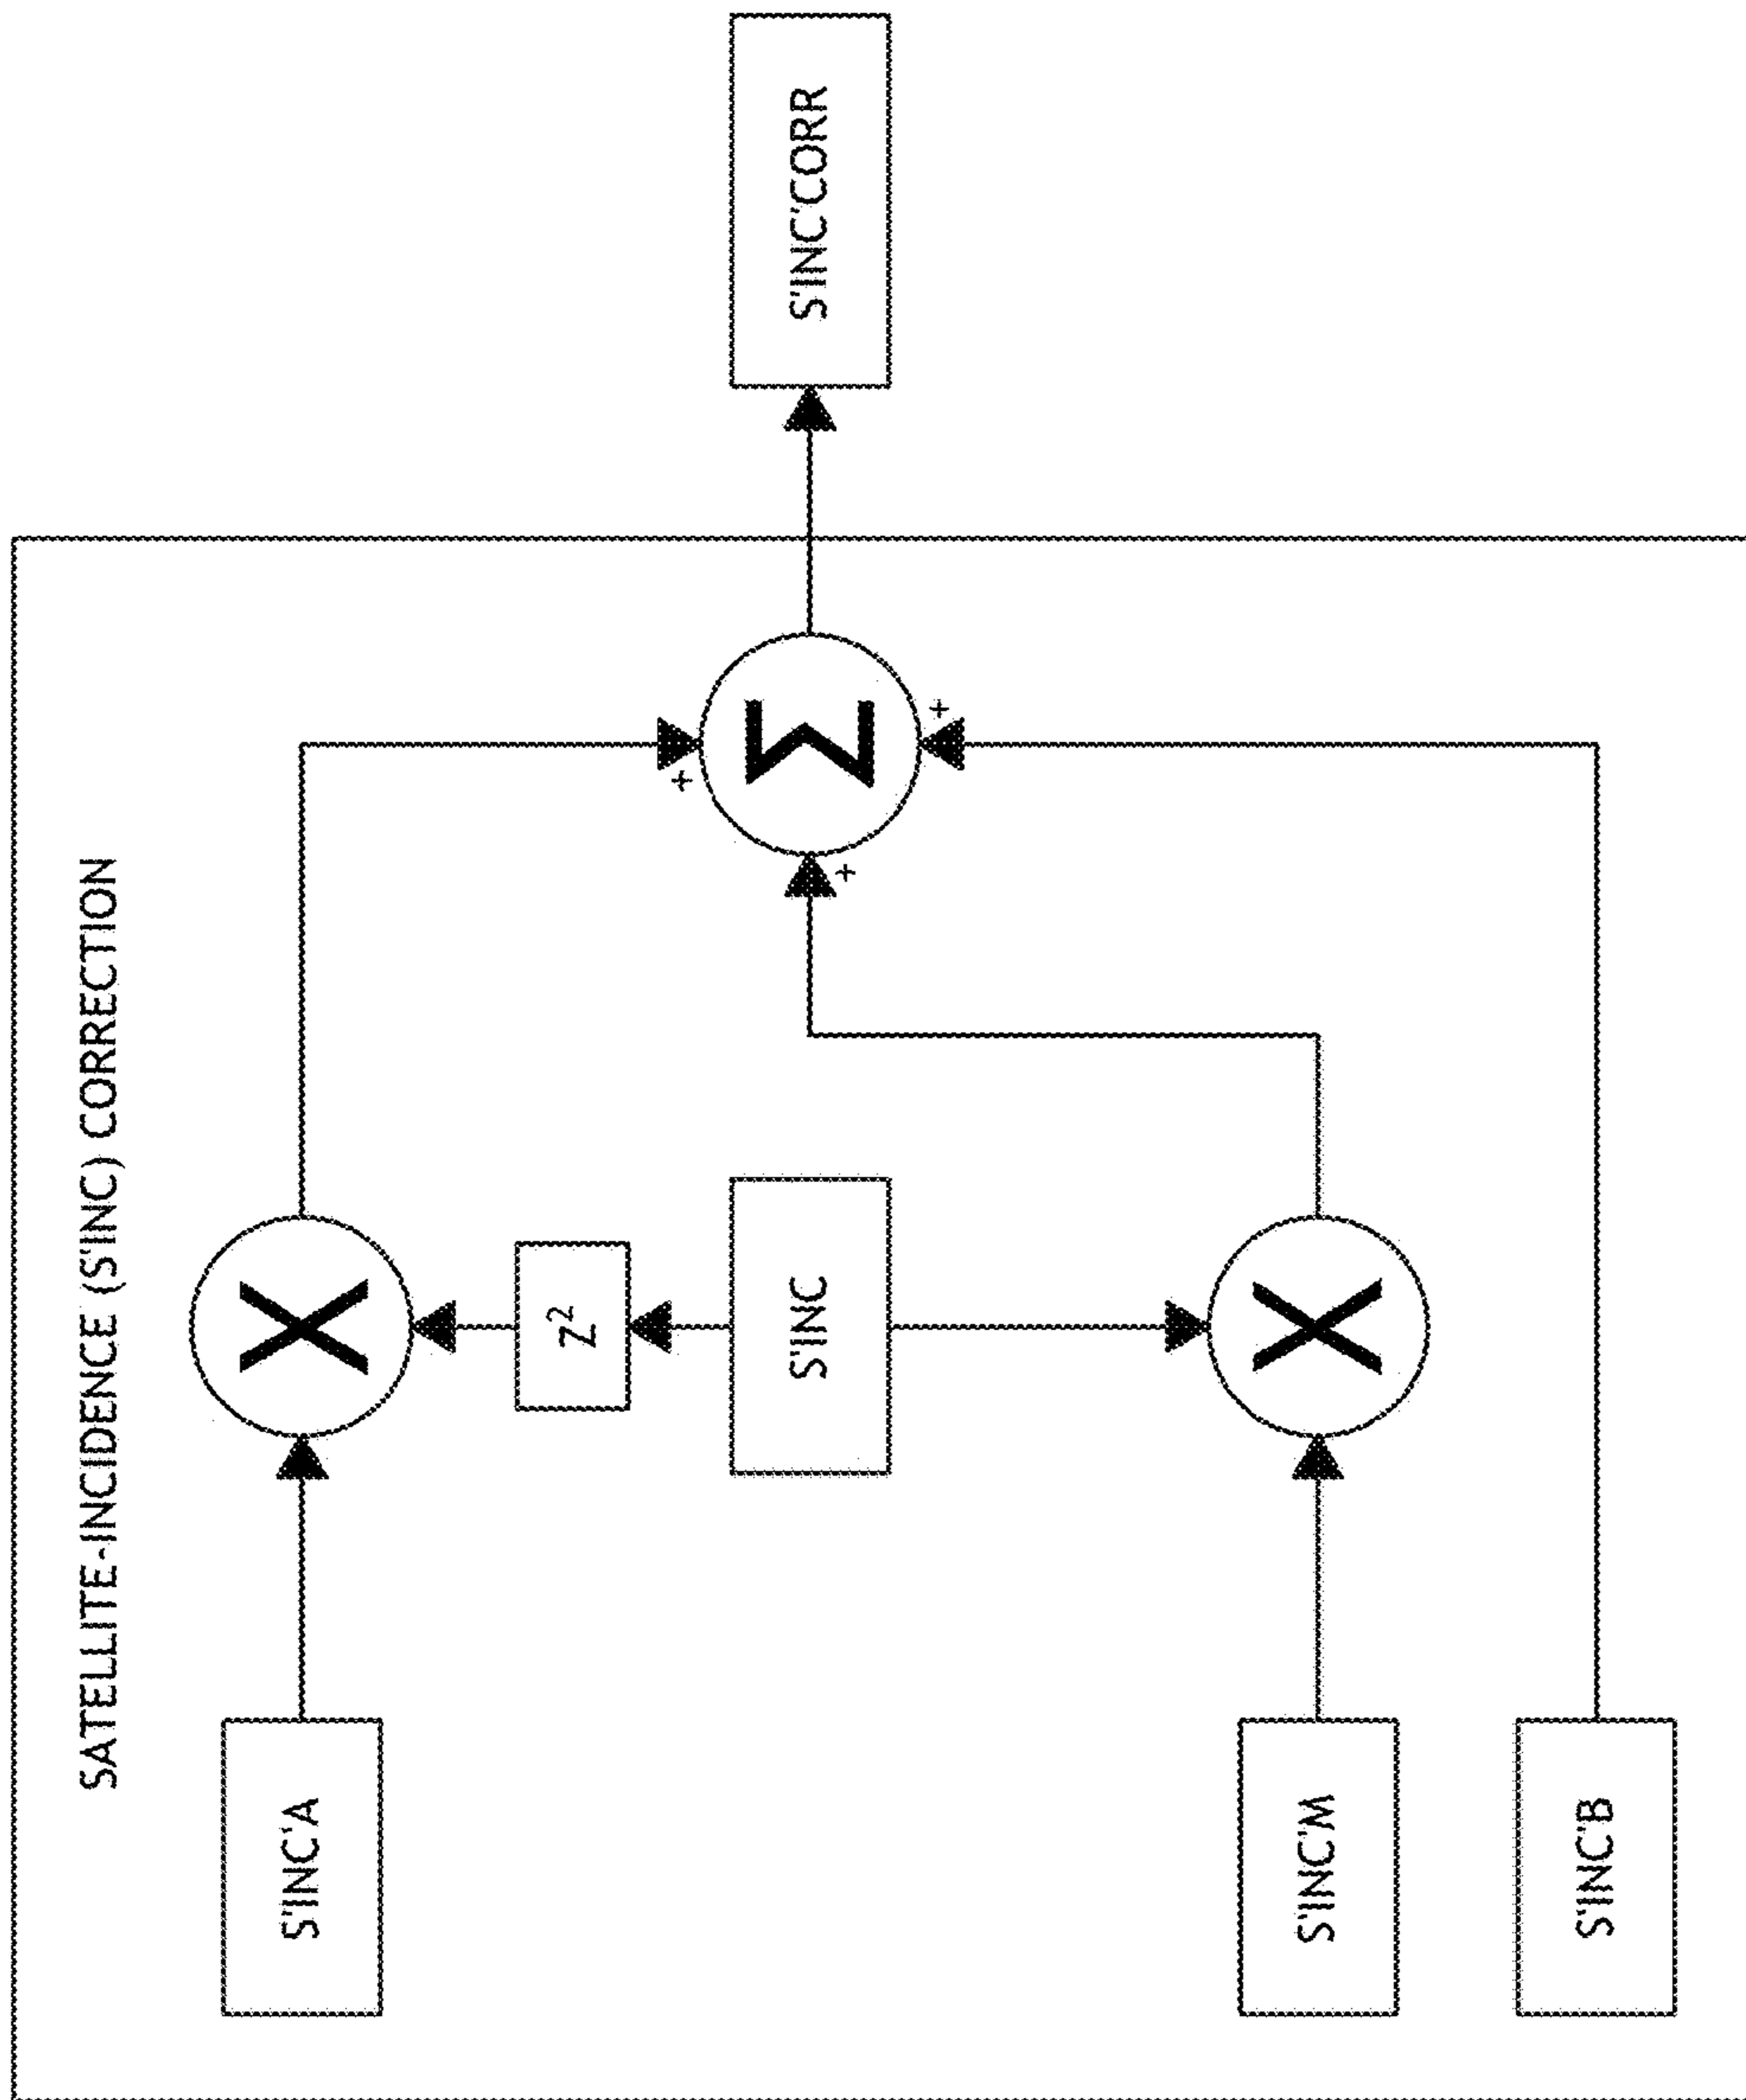 SATELLITE-INCIDENCE (S'INC) CORRECTION
S'INC'A
X
+
Z²
S'INC
Σ
S'INC'CORR
+
S'INC'M
X
+
S'INC'B